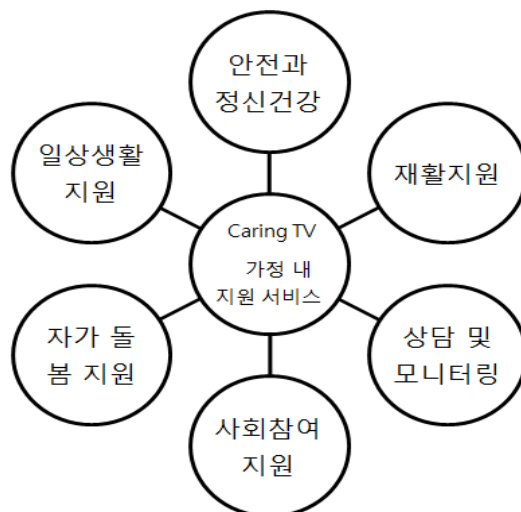 안전과
정신건강
일상생활
지원
재활지원
Caring TV
가정 내
지원 서비스
자가 돌
봄 지원
상담 및
모니터링
사회참여
지원